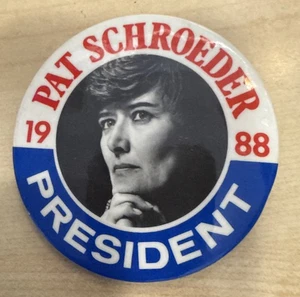 PAT SCHROEDER
19 88
PRESIDENT